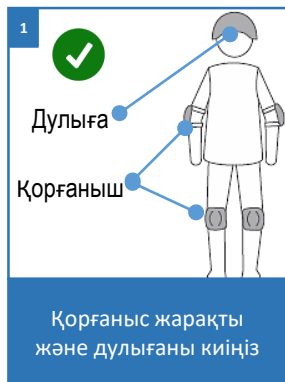 1
Дулыға
Қорғаныш
Қорғаныс жарақты
және дулығаны киіңіз